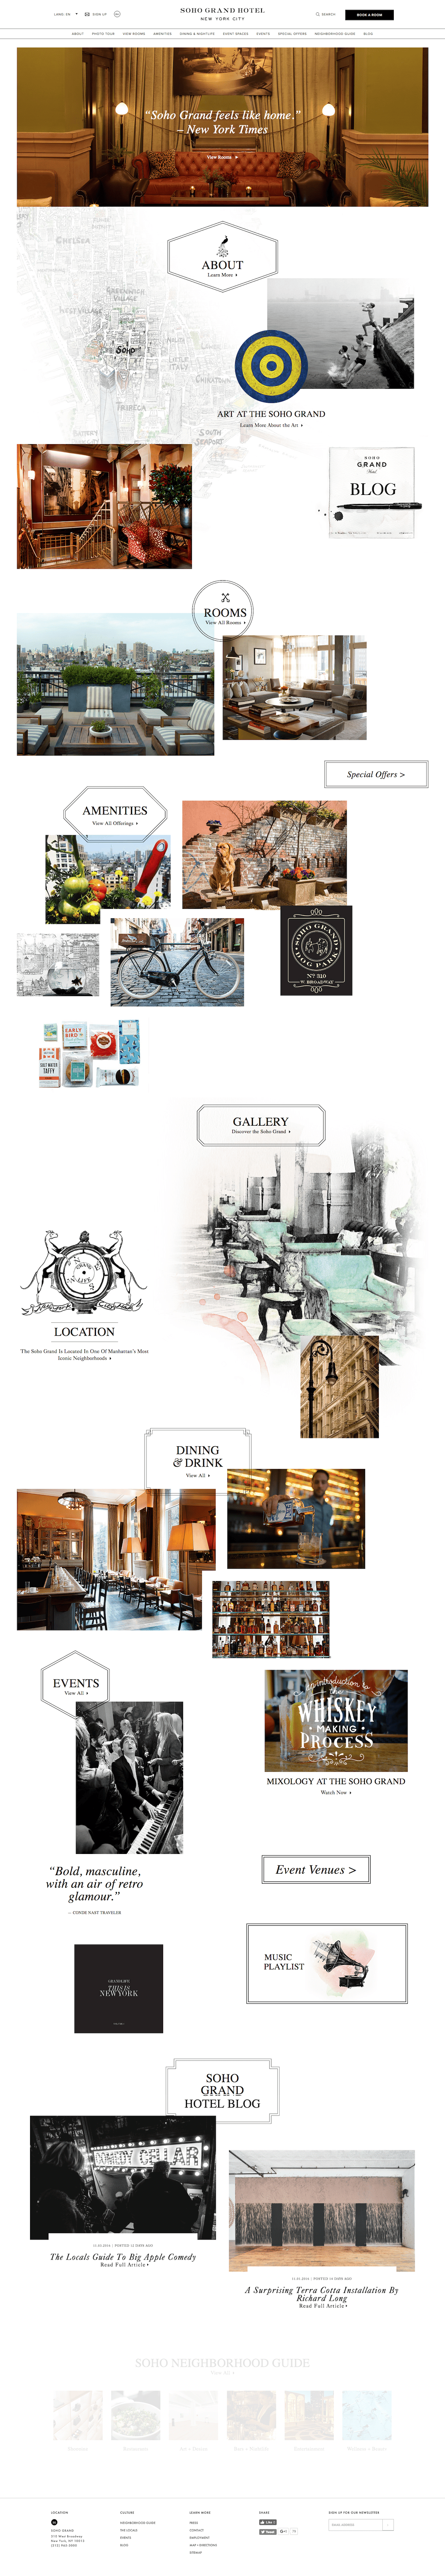 LANG: EN
SIGN UP
SOHO GRAND HOTEL
NEW YORK CITY
SEARCH
BOOK A ROOM
ABOUT PHOTO TOUR VIEW ROOMS AMENITIES DINING & NIGHTLIFE EVENT SPACES EVENTS SPECIAL OFFERS NEIGHBORHOOD GUIDE BLOG
“Soho Grand feels like home.”
– New York Times
View Rooms
ABOUT
Learn More
CHELSEA
GREENWICH VILLAGE
WEST VILLAGE
SOHO
LITTLE ITALY
CHINATOWN
TRIBECA
BATTERY
SOUTH SEAPORT
ART AT THE SOHO GRAND
Learn More About the Art
SOHO
GRAND
Hotel
BLOG
ROOMS
View All Rooms
Special Offers >
AMENITIES
View All Offerings
SOHO GRAND
DOG PARK
Nº 310
W. BROADWAY
EARLY BIRD
SALT WATER TAFFY
GALLERY
Discover the Soho Grand
LOCATION
The Soho Grand Is Located In One Of Manhattan's Most
Iconic Neighborhoods
DINING
& DRINK
View All
EVENTS
View All
an introduction to
the
WHISKEY
MAKING
PROCESS
MIXOLOGY AT THE SOHO GRAND
Watch Now
“Bold, masculine,
with an air of retro
glamour.”
— CONDE NAST TRAVELER
Event Venues >
MUSIC
PLAYLIST
GRANDLIFE
THIS IS
NEW YORK
SOHO
GRAND
HOTEL BLOG
The Locals Guide To Big Apple Comedy
Read Full Article
A Surprising Terra Cotta Installation By
Richard Long
Read Full Article
SOHO NEIGHBORHOOD GUIDE
LOCATION
SOHO GRAND
310 West Broadway
New York, NY 10013
(212) 965-3000
CULTURE
NEIGHBORHOOD GUIDE
THE LOCALS
EVENTS
BLOG
LEARN MORE
PRESS
CONTACT
EMPLOYMENT
MAP + DIRECTIONS
SITEMAP
SHARE
Like
Tweet
SIGN UP FOR OUR NEWSLETTER